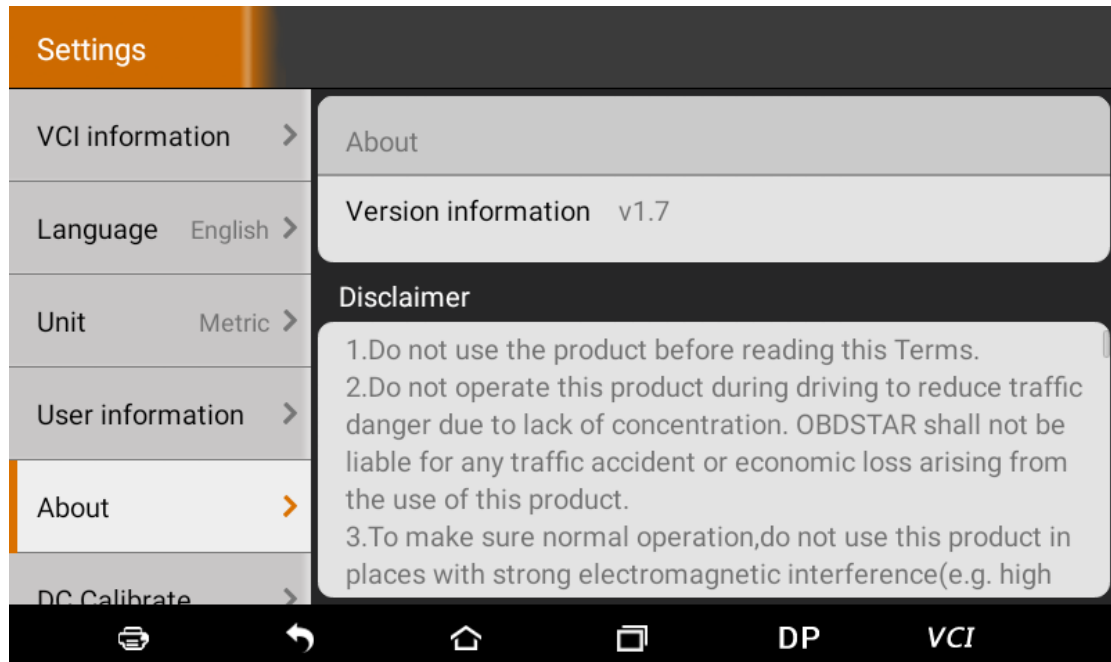 Settings
VCI information
Language English
Unit Metric
User information
About
DC Calibrate
About
Version information v1.7
Disclaimer
1.Do not use the product before reading this Terms.
2.Do not operate this product during driving to reduce traffic
danger due to lack of concentration. OBDSTAR shall not be
liable for any traffic accident or economic loss arising from
the use of this product.
3.To make sure normal operation,do not use this product in
places with strong electromagnetic interference(e.g. high
DP VCI